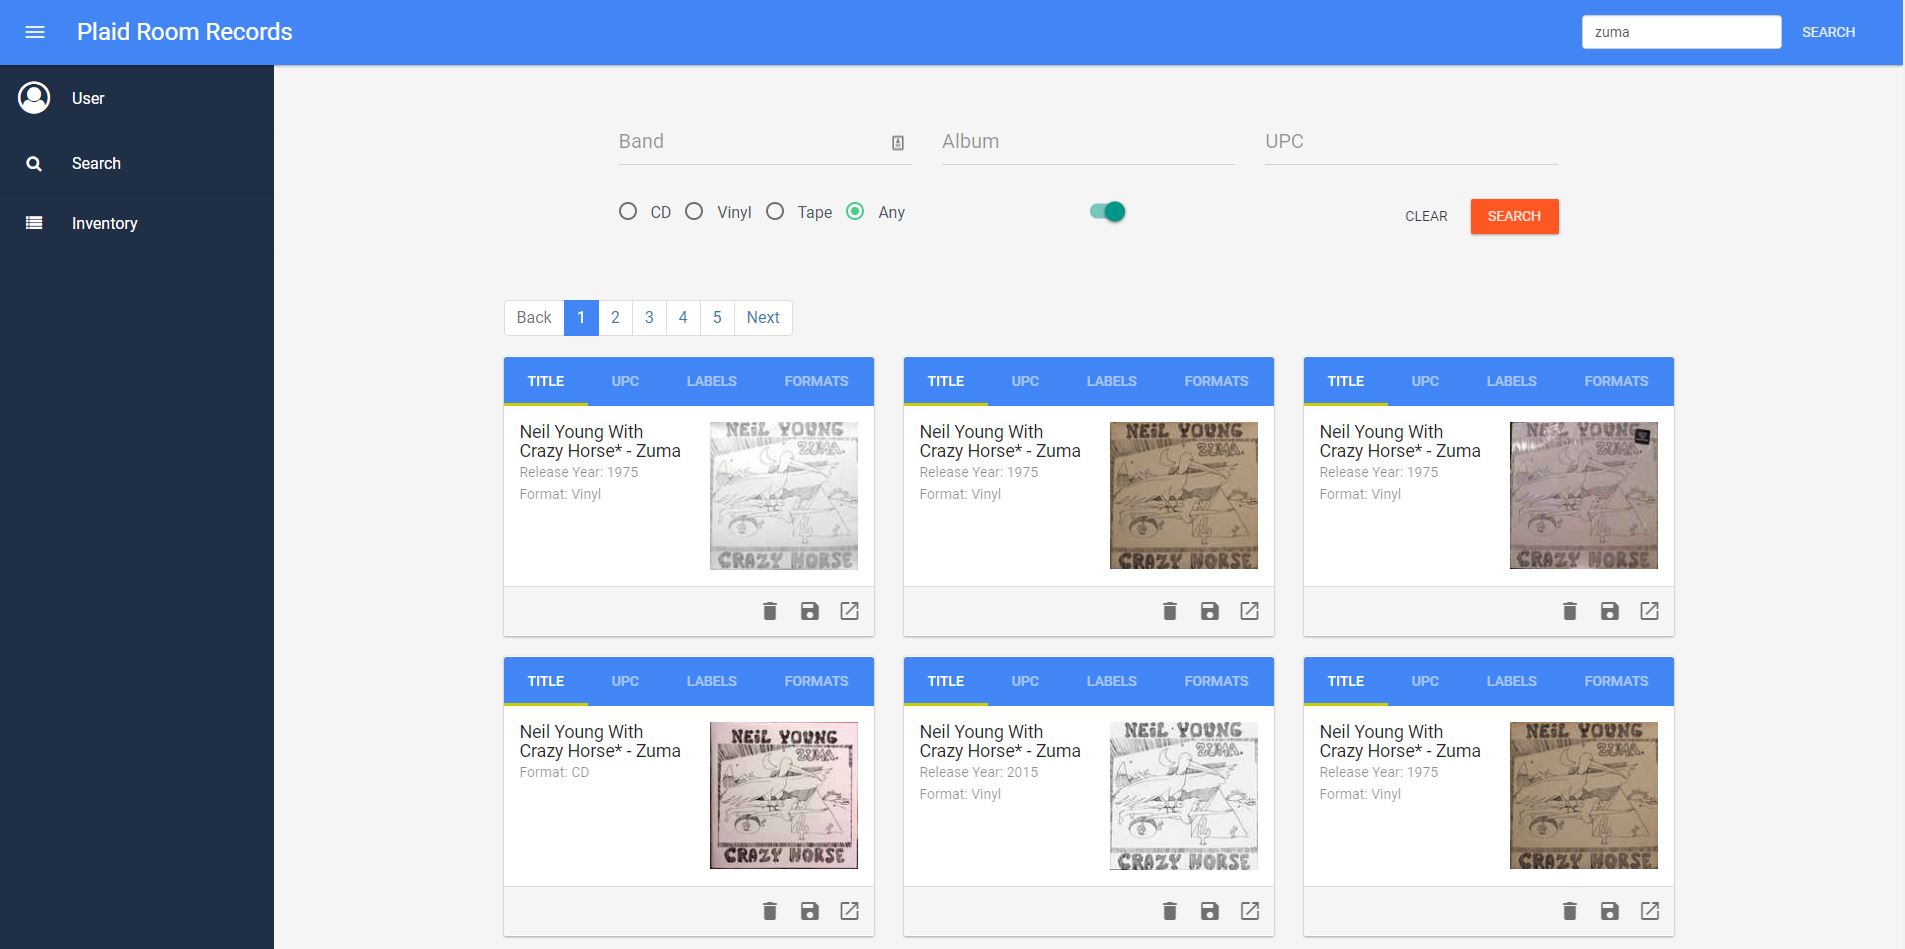 Plaid Room Records
zuma
SEARCH
User
Search
Inventory
Band
Album
UPC
CD
Vinyl
Tape
Any
CLEAR
SEARCH
Back
1
2
3
4
5
Next
TITLE UPC LABELS FORMATS
Neil Young With
Crazy Horse* - Zuma
Release Year: 1975
Format: Vinyl
NEIL YOUNG
ZUMA.
CRAZY HORSE
TITLE UPC LABELS FORMATS
Neil Young With
Crazy Horse* - Zuma
Release Year: 1975
Format: Vinyl
NEIL YOUNG
ZUMA.
CRAZY HORSE
TITLE UPC LABELS FORMATS
Neil Young With
Crazy Horse* - Zuma
Release Year: 1975
Format: Vinyl
NEIL YOUNG
ZUMA.
CRAZY HORSE
TITLE UPC LABELS FORMATS
Neil Young With
Crazy Horse* - Zuma
Format: CD
NEIL YOUNG
ZUMA.
CRAZY HORSE
TITLE UPC LABELS FORMATS
Neil Young With
Crazy Horse* - Zuma
Release Year: 2015
Format: Vinyl
NEIL YOUNG
ZUMA.
CRAZY HORSE
TITLE UPC LABELS FORMATS
Neil Young With
Crazy Horse* - Zuma
Release Year: 1975
Format: Vinyl
NEIL YOUNG
ZUMA.
CRAZY HORSE